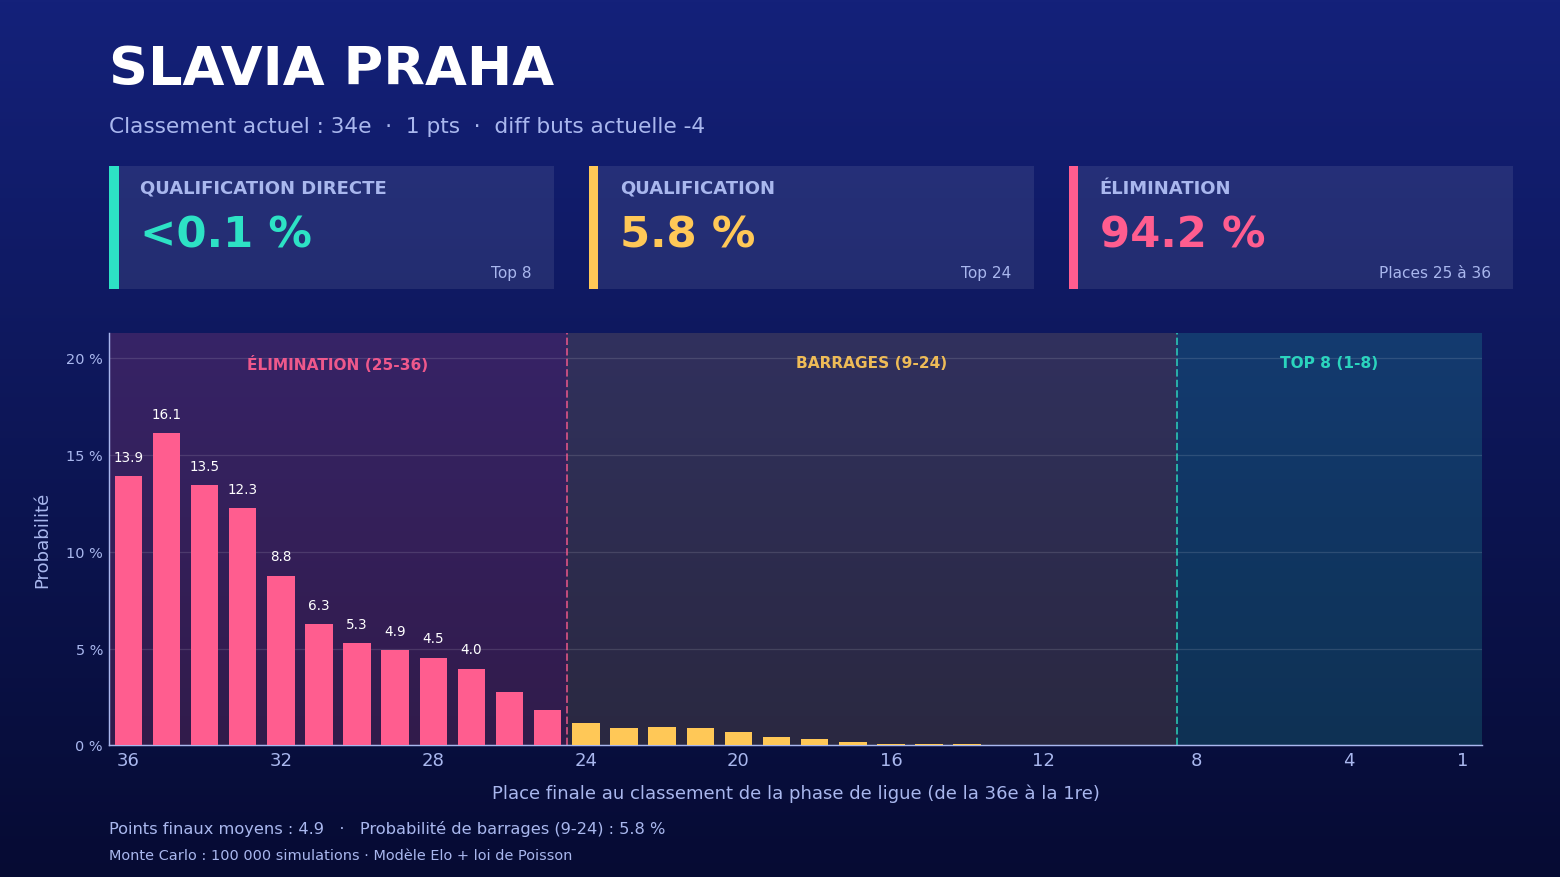 SLAVIA PRAHA
Classement actuel : 34e · 1 pts · diff buts actuelle -4
QUALIFICATION DIRECTE
<0.1 %
Top 8
QUALIFICATION
5.8 %
Top 24
ÉLIMINATION
94.2 %
Places 25 à 36
ÉLIMINATION (25-36)
BARRAGES (9-24)
TOP 8 (1-8)
Probabilité
20 %
15 %
10 %
5 %
0 %
13.9
16.1
13.5
12.3
8.8
6.3
5.3
4.9
4.5
4.0
36 32 28 24 20 16 12 8 4 1
Place finale au classement de la phase de ligue (de la 36e à la 1re)
Points finaux moyens : 4.9 · Probabilité de barrages (9-24) : 5.8 %
Monte Carlo : 100 000 simulations · Modèle Elo + loi de Poisson